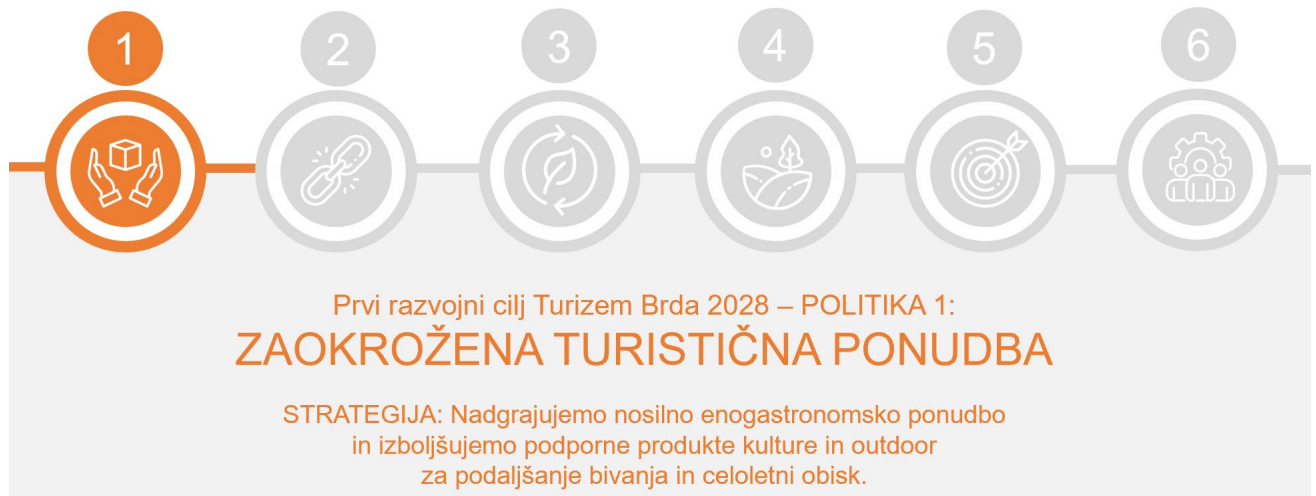 1
2
3
4
5
6
Prvi razvojni cilj Turizem Brda 2028 – POLITIKA 1:
ZAOKROŽENA TURISTIČNA PONUDBA
STRATEGIJA: Nadgrajujemo nosilno enogastronomsko ponudbo
in izboljšujemo podporne produkte kulture in outdoor
za podaljšanje bivanja in celoletni obisk.